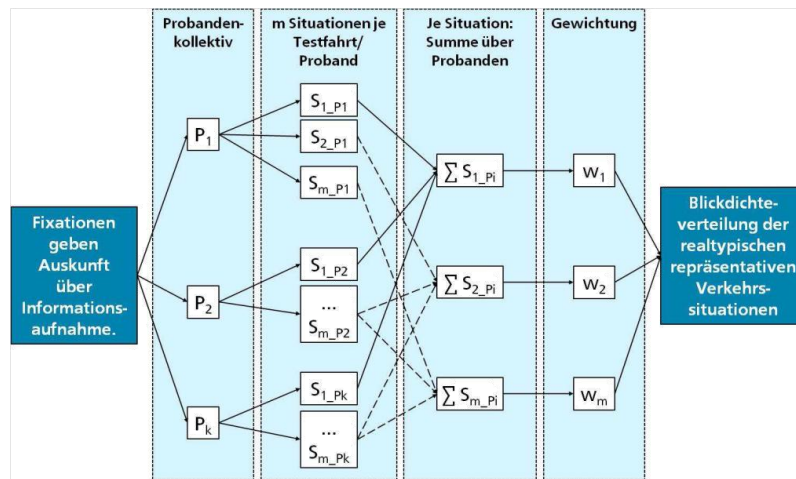 Probanden-
kollektiv
m Situationen je
Testfahrt/
Proband
Je Situation:
Summe über
Probanden
Gewichtung
Fixationen
geben
Auskunft
über
Informations-
aufnahme.
P1
P2
Pk
S1_P1
S2_P1
Sm_P1
S1_P2
...
Sm_P2
S1_Pk
...
Sm_Pk
∑ S1_Pi
∑ S2_Pi
∑ Sm_Pi
w1
w2
wm
Blickdichte-
verteilung der
realtypischen
repräsentativen
Verkehrs-
situationen